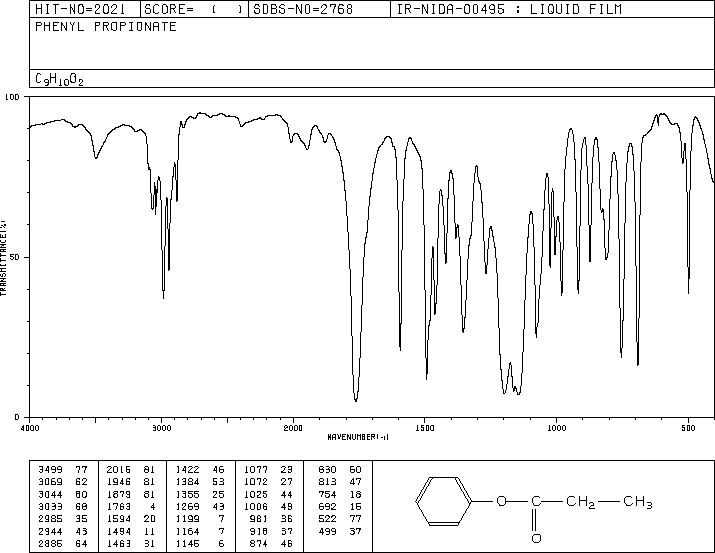 HIT-NO=2021 SCORE= ( ) SDBS-NO=2768 IR-NIDA-00495 : LIQUID FILM
PHENYL PROPIONATE
C9H10O2
100
TRANSMITTANCE(%)
50
0
4000 3000 2000 1500 1000 500
WAVENUMBER(-1)
3499 77 2015 81 1422 46 1077 23 830 60
3069 62 1946 81 1384 53 1072 27 813 47
3044 60 1879 81 1355 25 1025 44 754 18
3039 60 1763 4 1269 43 1006 49 692 15
2985 35 1594 20 1199 7 981 36 522 77
2944 43 1494 11 1164 7 918 37 499 37
2885 64 1463 31 1145 6 874 46
O C CH2 CH3
O